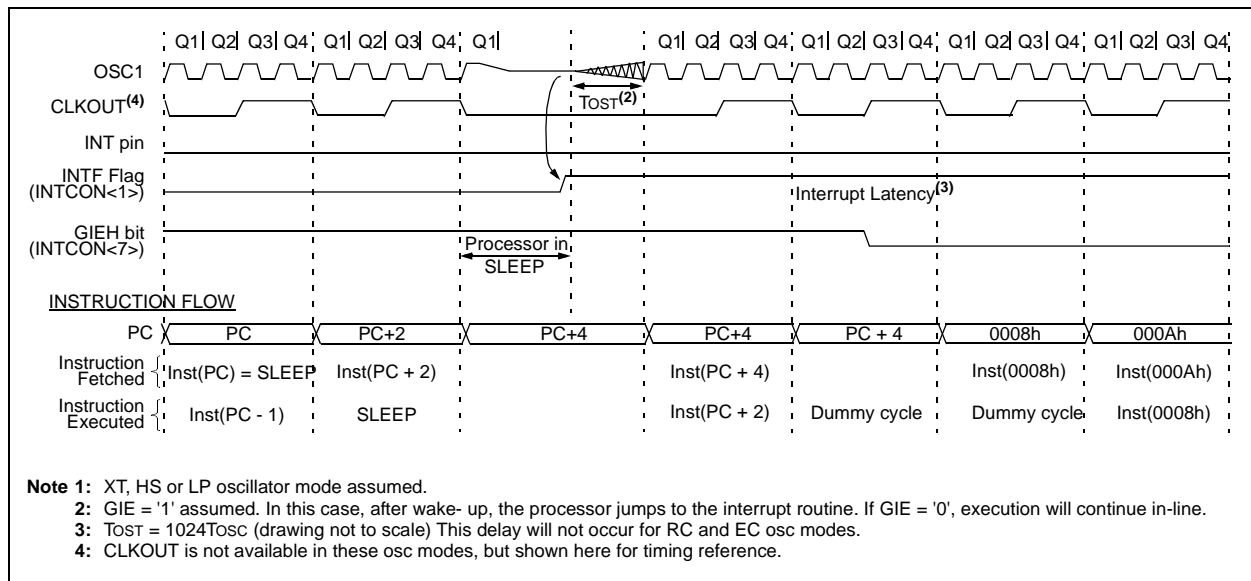 Q1| Q2| Q3| Q4 Q1| Q2| Q3| Q4 Q1| Q1| Q2| Q3| Q4 Q1| Q2| Q3| Q4 Q1| Q2| Q3| Q4 Q1| Q2| Q3| Q4
OSC1
TOST(2)
CLKOUT(4)
INT pin
INTF Flag
(INTCON<1>)
Interrupt Latency(3)
GIEH bit
(INTCON<7>)
Processor in
SLEEP
INSTRUCTION FLOW
PC PC PC+2 PC+4 PC+4 PC + 4 0008h 000Ah
Instruction
Fetched
Inst(PC) = SLEEP Inst(PC + 2) Inst(PC + 4) Inst(0008h) Inst(000Ah)
Instruction
Executed
Inst(PC - 1) SLEEP Inst(PC + 2) Dummy cycle Dummy cycle Inst(0008h)
Note 1: XT, HS or LP oscillator mode assumed.
2: GIE = '1' assumed. In this case, after wake- up, the processor jumps to the interrupt routine. If GIE = '0', execution will continue in-line.
3: TOST = 1024TOSC (drawing not to scale) This delay will not occur for RC and EC osc modes.
4: CLKOUT is not available in these osc modes, but shown here for timing reference.